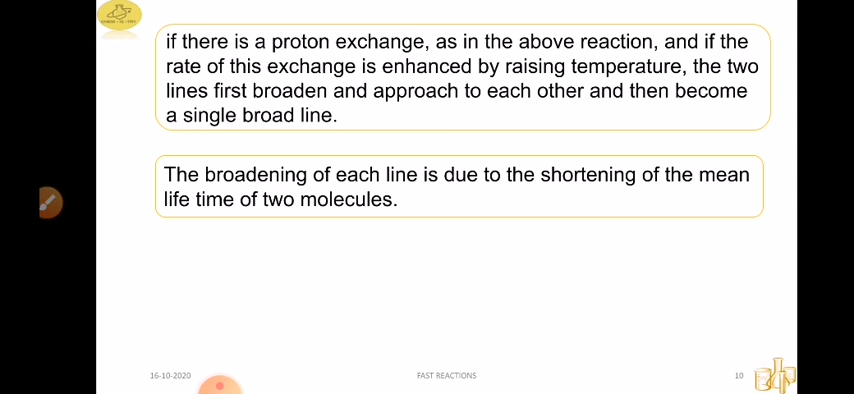 if there is a proton exchange, as in the above reaction, and if the
rate of this exchange is enhanced by raising temperature, the two
lines first broaden and approach to each other and then become
a single broad line.
The broadening of each line is due to the shortening of the mean
life time of two molecules.
16-10-2020
FAST REACTIONS
10